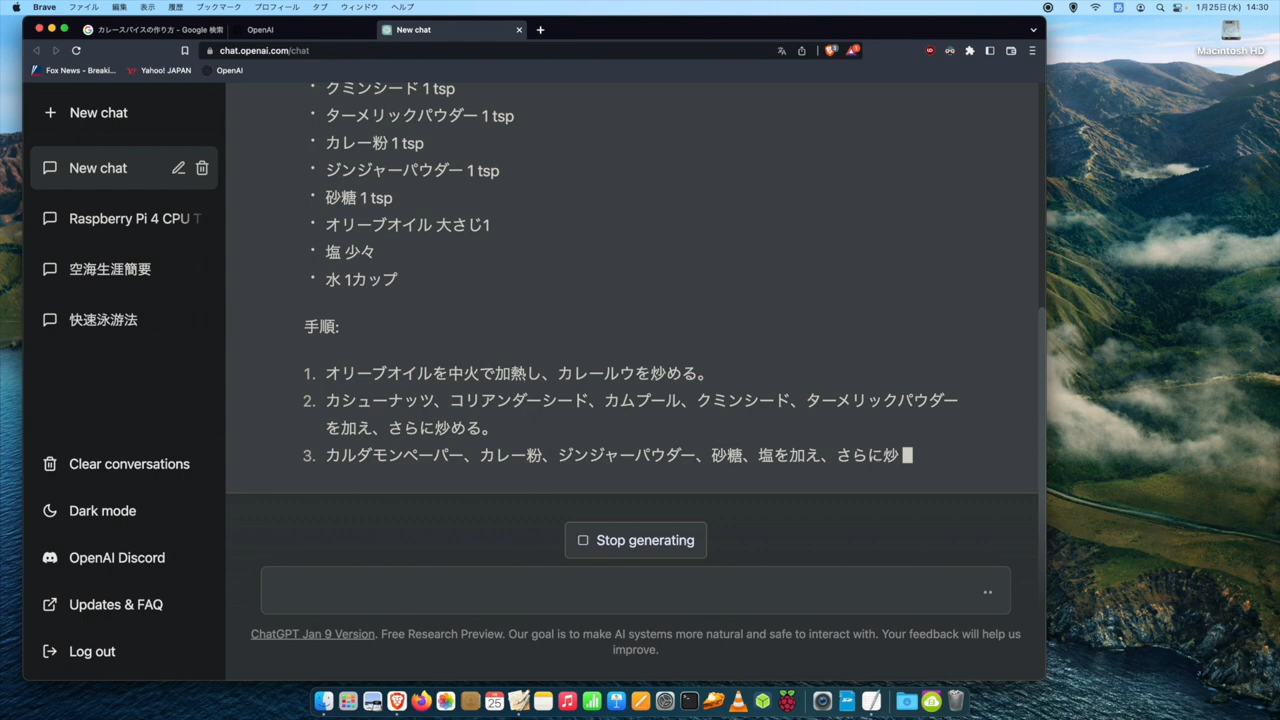 Brave ファイル 編集 表示 履歴 ブックマーク プロフィール タブ ウィンドウ ヘルプ 1月25日(水) 14:30
カレースパイスの作り方 - Google 検索 OpenAI New chat
chat.openai.com/chat
Fox News - Breaki... Yahoo! JAPAN OpenAI
Macintosh HD
New chat
New chat
Raspberry Pi 4 CPU T
空海生涯簡要
快速泳游法
Clear conversations
Dark mode
OpenAI Discord
Updates & FAQ
Log out
・クミンシード 1 tsp
・ターメリックパウダー 1 tsp
・カレー粉 1 tsp
・ジンジャーパウダー 1 tsp
・砂糖 1 tsp
・オリーブオイル 大さじ1
・塩 少々
・水 1カップ
手順:
1. オリーブオイルを中火で加熱し、カレールウを炒める。
2. カシューナッツ、コリアンダーシード、カムプール、クミンシード、ターメリックパウダー
を加え、さらに炒める。
3. カルダモンペーパー、カレー粉、ジンジャーパウダー、砂糖、塩を加え、さらに炒
Stop generating
ChatGPT Jan 9 Version. Free Research Preview. Our goal is to make AI systems more natural and safe to interact with. Your feedback will help us
improve.
25